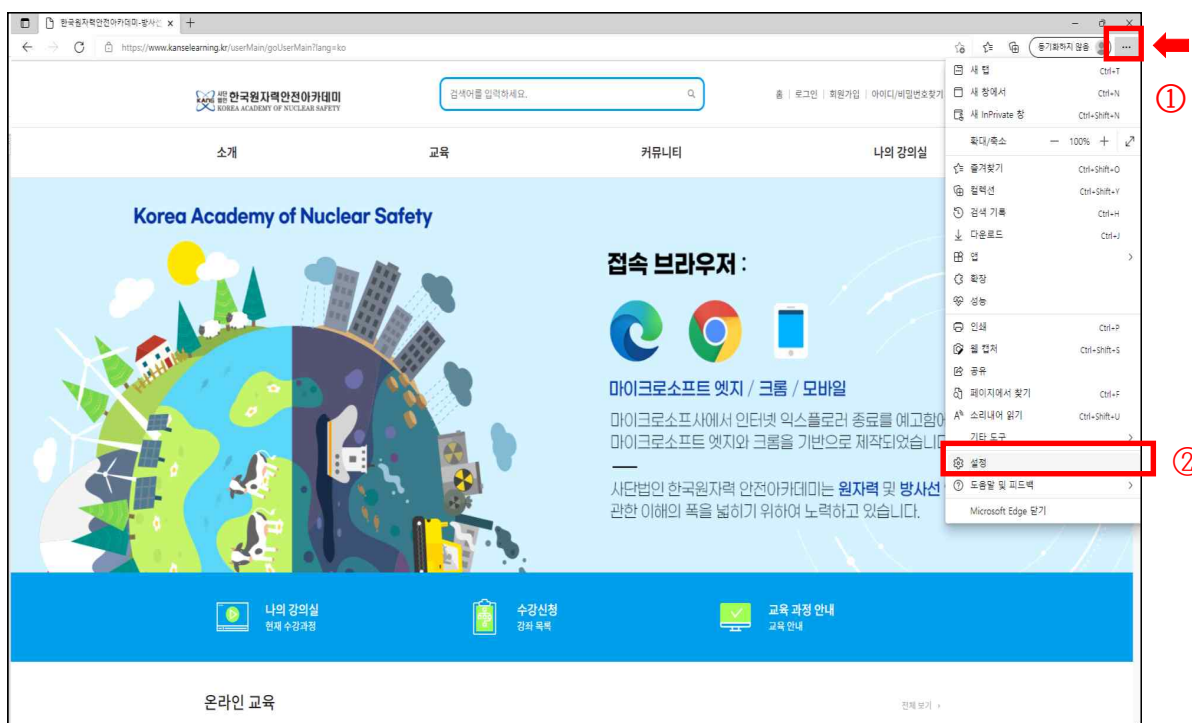 한국원자력안전아카데미-방사선
https://www.kanselearning.kr/userMain/goUserMain?lang=ko
동기화하지 않음
①
KANS 사단법인 한국원자력안전아카데미
KOREA ACADEMY OF NUCLEAR SAFETY
검색어를 입력하세요.
홈 | 로그인 | 회원가입 | 아이디/비밀번호찾기
소개 교육 커뮤니티 나의 강의실
Korea Academy of Nuclear Safety
접속 브라우저 :
마이크로소프트 엣지 / 크롬 / 모바일
마이크로소프사에서 인터넷 익스플로러 종료를 예고함에
마이크로소프트 엣지와 크롬을 기반으로 제작되었습니다
사단법인 한국원자력 안전아카데미는 원자력 및 방사선
관한 이해의 폭을 넓히기 위하여 노력하고 있습니다.
새 탭 Ctrl+T
새 창에서 Ctrl+N
새 InPrivate 창 Ctrl+Shift+N
확대/축소 — 100% +
즐겨찾기 Ctrl+Shift+O
컬렉션 Ctrl+Shift+Y
검색 기록 Ctrl+H
다운로드 Ctrl+J
앱
확장
성능
인쇄 Ctrl+P
웹 캡처 Ctrl+Shift+S
공유
페이지에서 찾기 Ctrl+F
소리내어 읽기 Ctrl+Shift+U
기타 도구
설정
②
도움말 및 피드백
Microsoft Edge 닫기
나의 강의실
현재 수강과정
수강신청
강좌 목록
교육 과정 안내
교육 안내
온라인 교육
전체 보기 ›